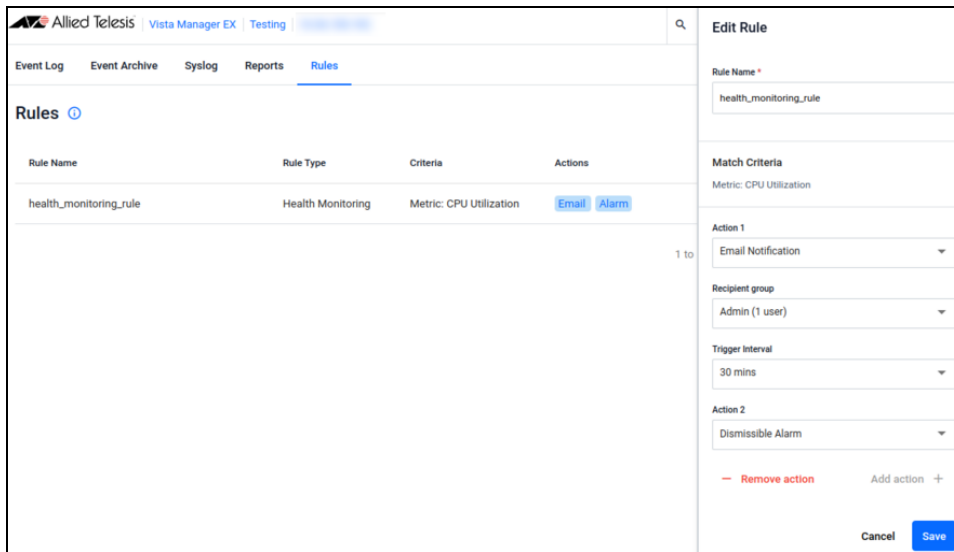 Allied Telesis Vista Manager EX Testing
Event Log Event Archive Syslog Reports Rules
Rules
Rule Name Rule Type Criteria Actions
health_monitoring_rule Health Monitoring Metric: CPU Utilization Email Alarm
1 to
Edit Rule
Rule Name *
health_monitoring_rule
Match Criteria
Metric: CPU Utilization
Action 1
Email Notification
Recipient group
Admin (1 user)
Trigger Interval
30 mins
Action 2
Dismissible Alarm
Remove action Add action +
Cancel Save